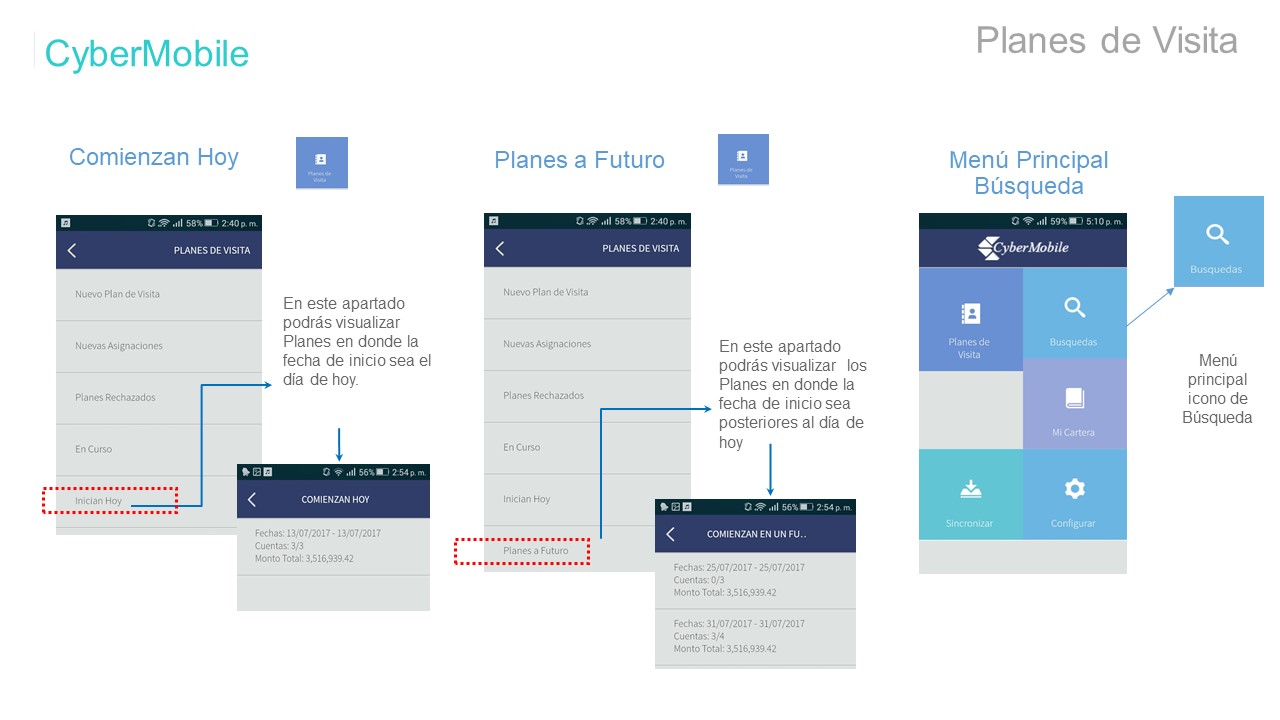 CyberMobile
Planes de Visita
Comienzan Hoy
Planes de
Visita
58% 2:40 p. m.
PLANES DE VISITA
Nuevo Plan de Visita
Nuevas Asignaciones
Planes Rechazados
En Curso
Inician Hoy
En este apartado
podrás visualizar
Planes en donde la
fecha de inicio sea el
día de hoy.
56% 2:54 p. m.
COMIENZAN HOY
Fechas: 13/07/2017 - 13/07/2017
Cuentas: 3/3
Monto Total: 3,516,939.42
Planes a Futuro
Planes de
Visita
58% 2:40 p. m.
PLANES DE VISITA
Nuevo Plan de Visita
Nuevas Asignaciones
Planes Rechazados
En Curso
Inician Hoy
Planes a Futuro
En este apartado
podrás visualizar los
Planes en donde la
fecha de inicio sea
posteriores al día de
hoy
56% 2:54 p. m.
COMIENZAN EN UN FU..
Fechas: 25/07/2017 - 25/07/2017
Cuentas: 0/3
Monto Total: 3,516,939.42
Fechas: 31/07/2017 - 31/07/2017
Cuentas: 3/4
Monto Total: 3,516,939.42
Menú Principal
Búsqueda
59% 5:10 p. m.
CyberMobile
Planes de
Visita
Busquedas
Mi Cartera
Sincronizar
Configurar
Busquedas
Menú
principal
icono de
Búsqueda